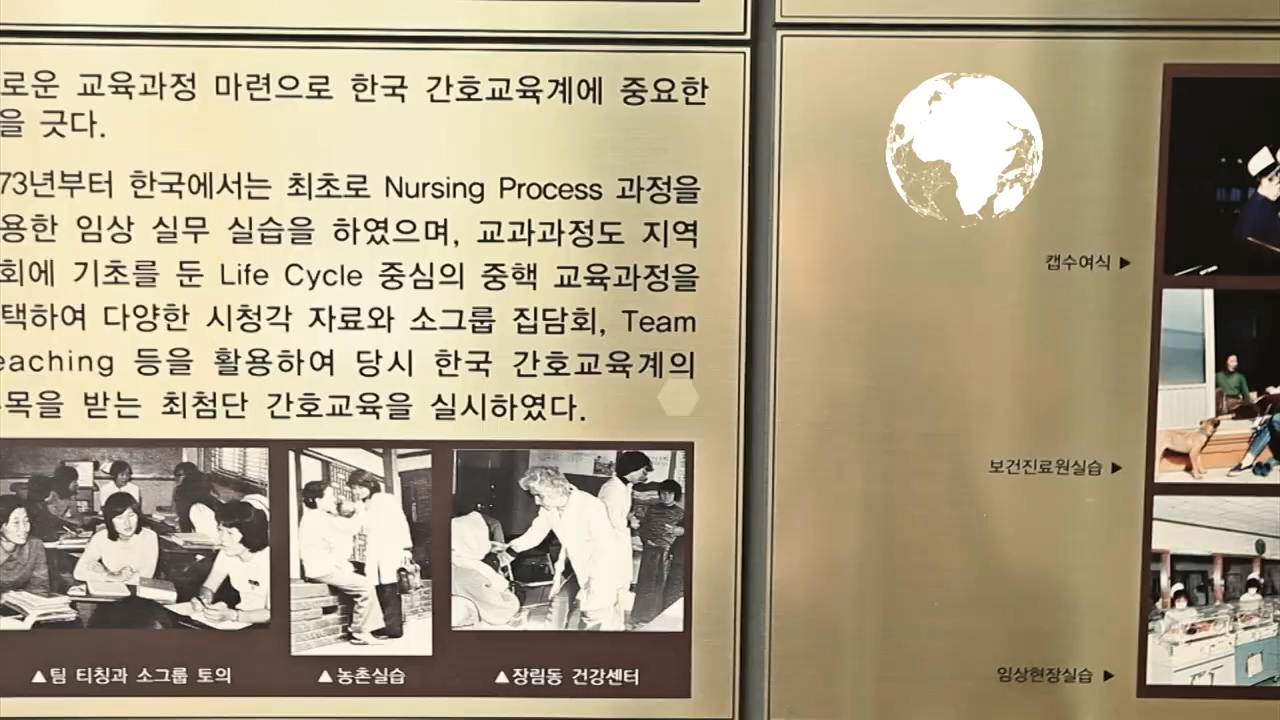 로운 교육과정 마련으로 한국 간호교육계에 중요한
을 긋다.
73년부터 한국에서는 최초로 Nursing Process 과정을
용한 임상 실무 실습을 하였으며, 교과과정도 지역
회에 기초를 둔 Life Cycle 중심의 중핵 교육과정을
택하여 다양한 시청각 자료와 소그룹 집담회, Team
eaching 등을 활용하여 당시 한국 간호교육계의
목을 받는 최첨단 간호교육을 실시하였다.
▲팀 티칭과 소그룹 토의
▲농촌실습
▲장림동 건강센터
캡수여식 ▶
보건진료원실습 ▶
임상현장실습 ▶